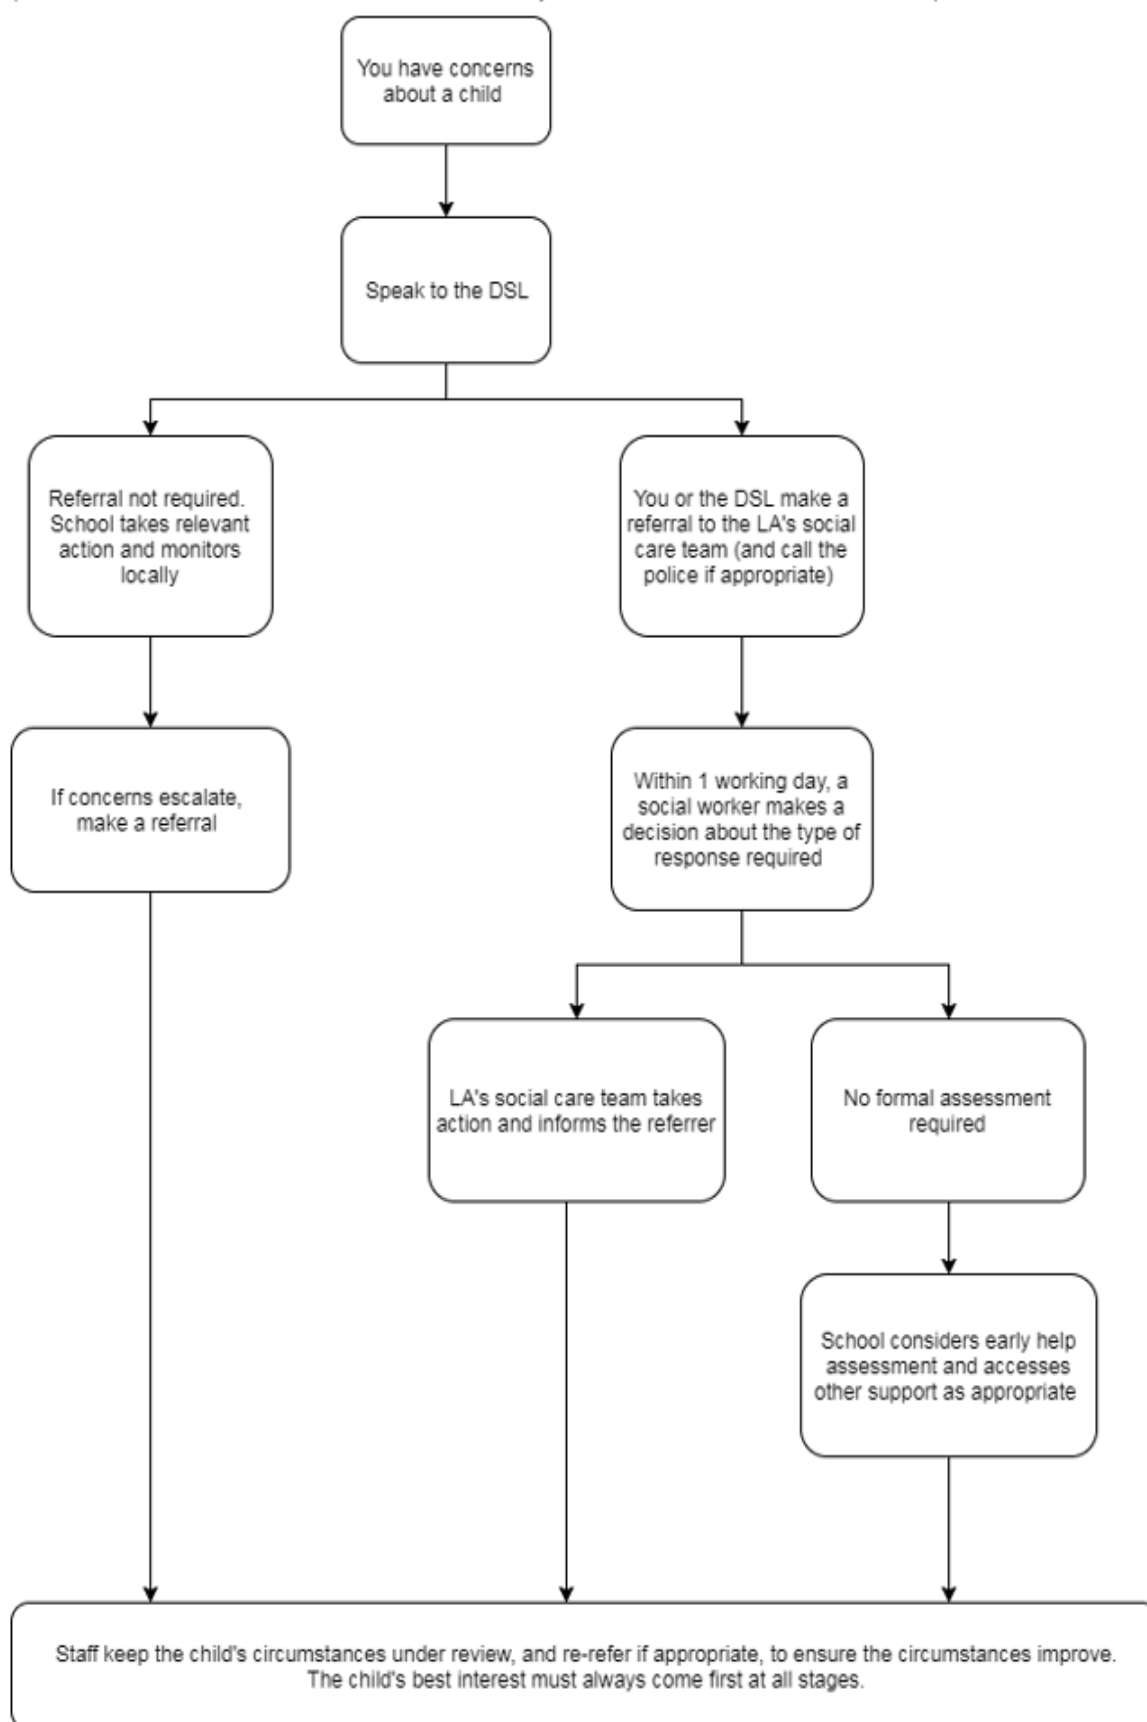 You have concerns
about a child
Speak to the DSL
Referral not required.
School takes relevant
action and monitors
locally
You or the DSL make a
referral to the LA's social
care team (and call the
police if appropriate)
If concerns escalate,
make a referral
Within 1 working day, a
social worker makes a
decision about the type of
response required
LA's social care team takes
action and informs the referrer
No formal assessment
required
School considers early help
assessment and accesses
other support as appropriate
Staff keep the child's circumstances under review, and re-refer if appropriate, to ensure the circumstances improve.
The child's best interest must always come first at all stages.